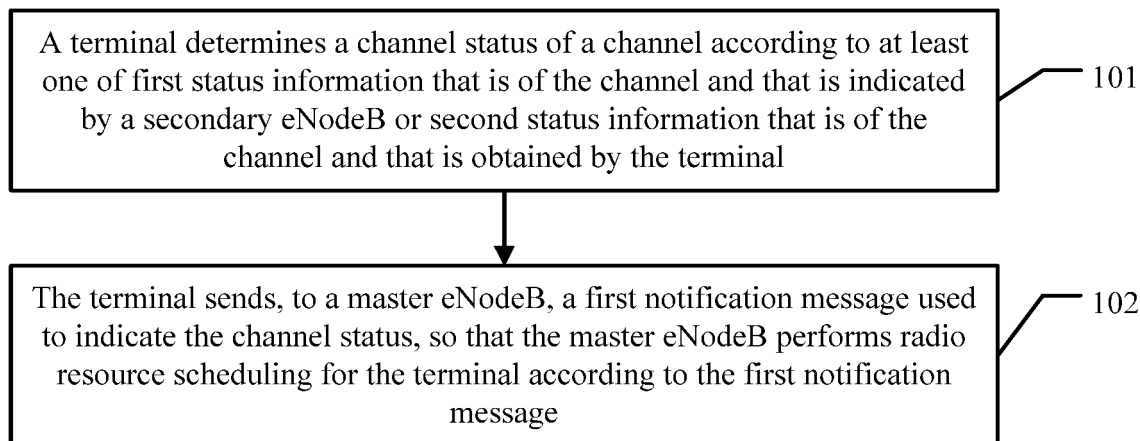 A terminal determines a channel status of a channel according to at least
one of first status information that is of the channel and that is indicated
by a secondary eNodeB or second status information that is of the
channel and that is obtained by the terminal
101
The terminal sends, to a master eNodeB, a first notification message used
to indicate the channel status, so that the master eNodeB performs radio
resource scheduling for the terminal according to the first notification
message
102